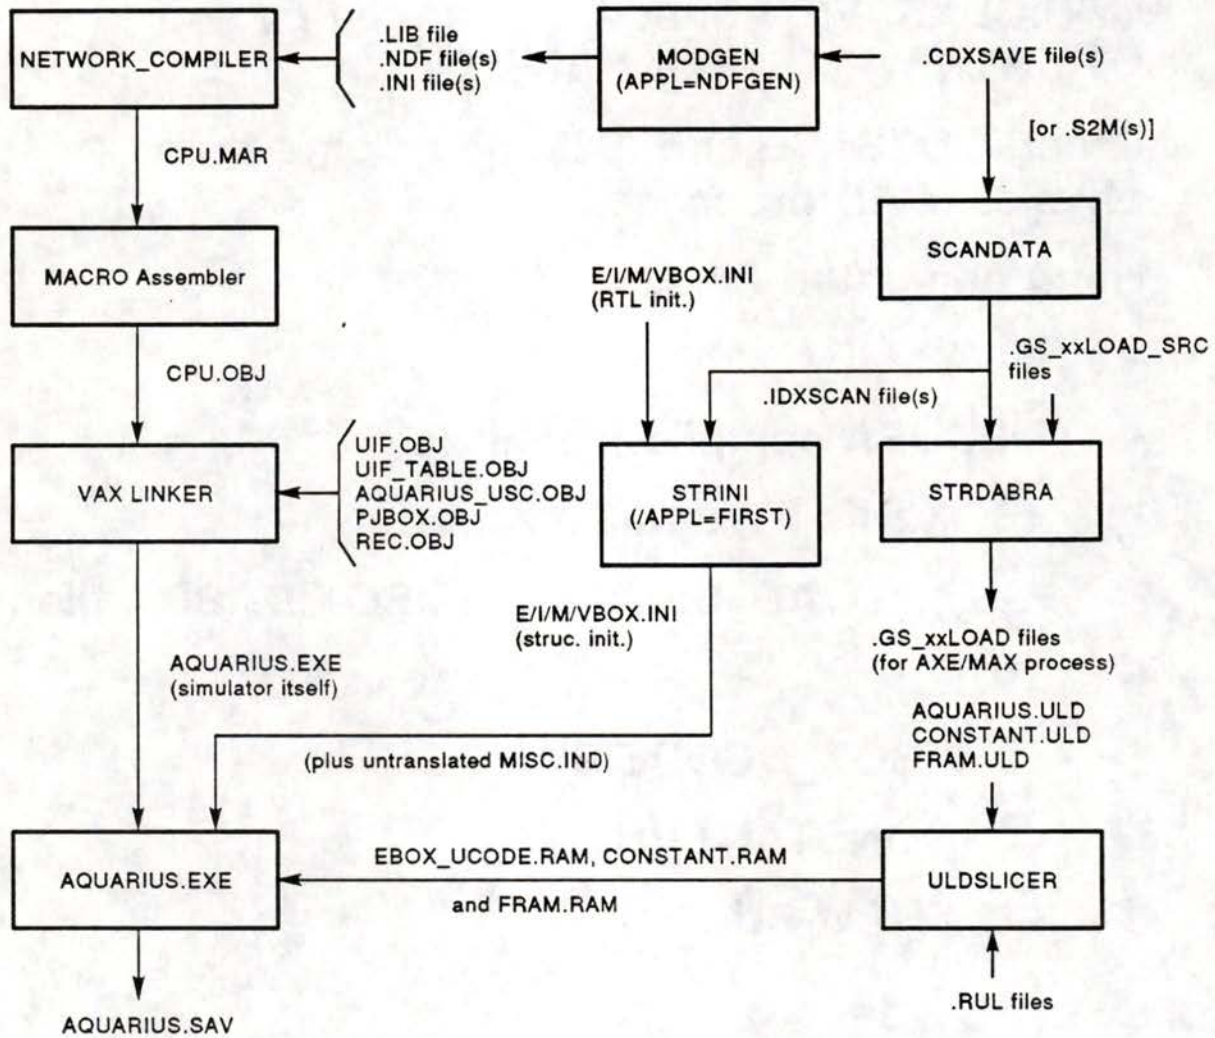 NETWORK_COMPILER
.LIB file
.NDF file(s)
.INI file(s)
MODGEN
(APPL=NDFGEN)
.CDXSAVE file(s)
[or .S2M(s)]
CPU.MAR
SCANDATA
MACRO Assembler
E/I/M/VBOX.INI
(RTL init.)
.GS_xxLOAD_SRC
files
CPU.OBJ
.IDXSCAN file(s)
VAX LINKER
UIF.OBJ
UIF_TABLE.OBJ
AQUARIUS_USC.OBJ
PJBOX.OBJ
REC.OBJ
STRINI
(/APPL=FIRST)
STRDABRA
E/I/M/VBOX.INI
(struc. init.)
.GS_xxLOAD files
(for AXE/MAX process)
AQUARIUS.EXE
(simulator itself)
AQUARIUS.ULD
CONSTANT.ULD
FRAM.ULD
(plus untranslated MISC.IND)
EBOX_UCODE.RAM, CONSTANT.RAM
and FRAM.RAM
AQUARIUS.EXE
ULDSLICER
.RUL files
AQUARIUS.SAV